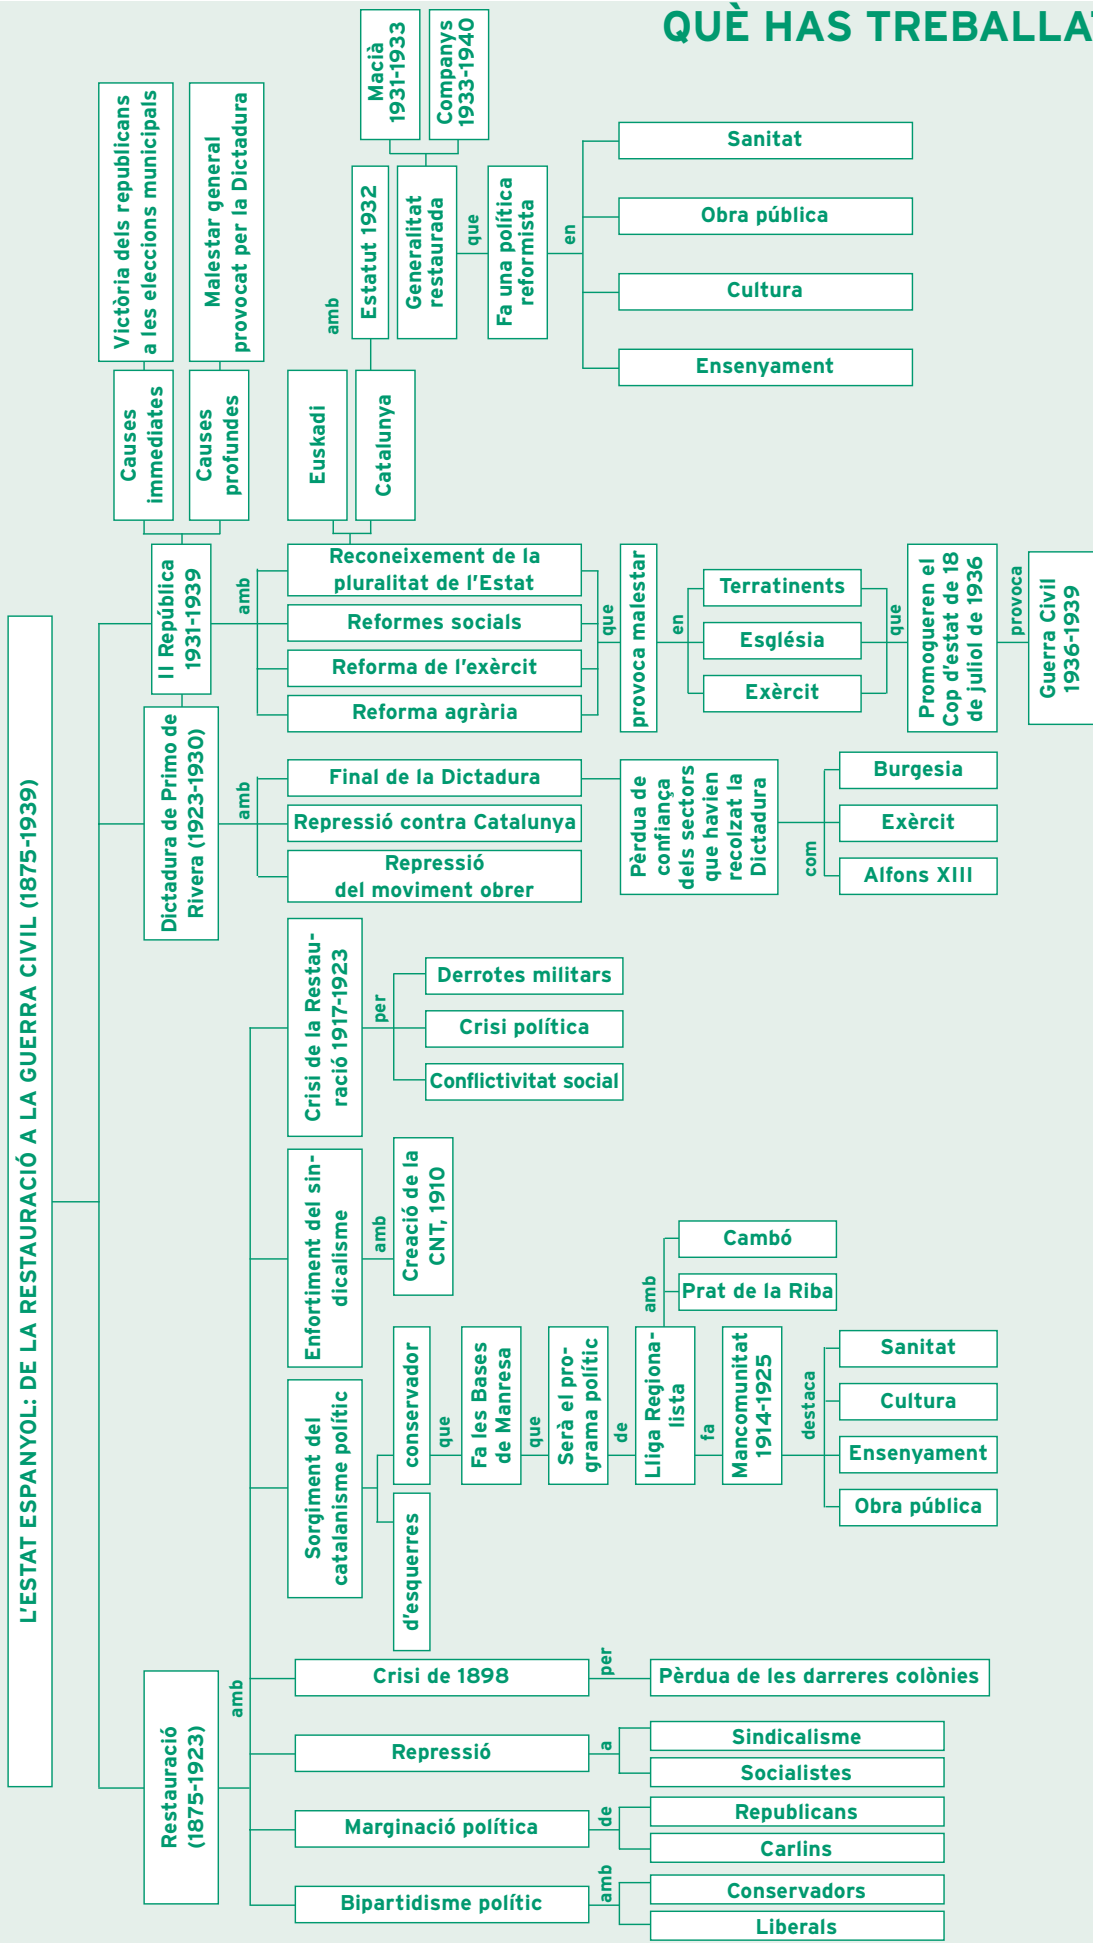 QUÈ HAS TREBALLAT
L'ESTAT ESPANYOL: DE LA RESTAURACIÓ A LA GUERRA CIVIL (1875-1939)
Restauració
(1875-1923)
amb
Bipartidisme polític
amb
Liberals
Conservadors
Marginació política
de
Carlins
Republicans
Repressió
a
Socialistes
Sindicalisme
Crisi de 1898
per
Pèrdua de les darreres colònies
Sorgiment del
catalanisme polític
d'esquerres
conservador
que
Fa les Bases
de Manresa
que
Serà el pro-
grama polític
de
Lliga Regiona-
lista
amb
Prat de la Riba
Cambó
fa
Mancomunitat
1914-1925
destaca
Obra pública
Ensenyament
Cultura
Sanitat
Enfortiment del sin-
dicalisme
amb
Creació de la
CNT, 1910
Crisi de la Restau-
ració 1917-1923
per
Conflictivitat social
Crisi política
Derrotes militars
Dictadura de Primo de
Rivera (1923-1930)
amb
Repressió
del moviment obrer
Repressió contra Catalunya
Final de la Dictadura
Pèrdua de
confiança
dels sectors
que havien
recolzat la
Dictadura
com
Alfons XIII
Exèrcit
Burgesia
II República
1931-1939
Causes
immediates
Victòria dels republicans
a les eleccions municipals
Causes
profundes
Malestar general
provocat per la Dictadura
amb
Reforma agrària
Reforma de l'exèrcit
Reformes socials
Reconeixement de la
pluralitat de l'Estat
que
provoca malestar
en
Exèrcit
Església
Terratinents
que
Promogueren el
Cop d'estat de 18
de juliol de 1936
provoca
Guerra Civil
1936-1939
Euskadi
Catalunya
amb
Estatut 1932
Generalitat
restaurada
Macià
1931-1933
Companys
1933-1940
que
Fa una política
reformista
en
Ensenyament
Cultura
Obra pública
Sanitat